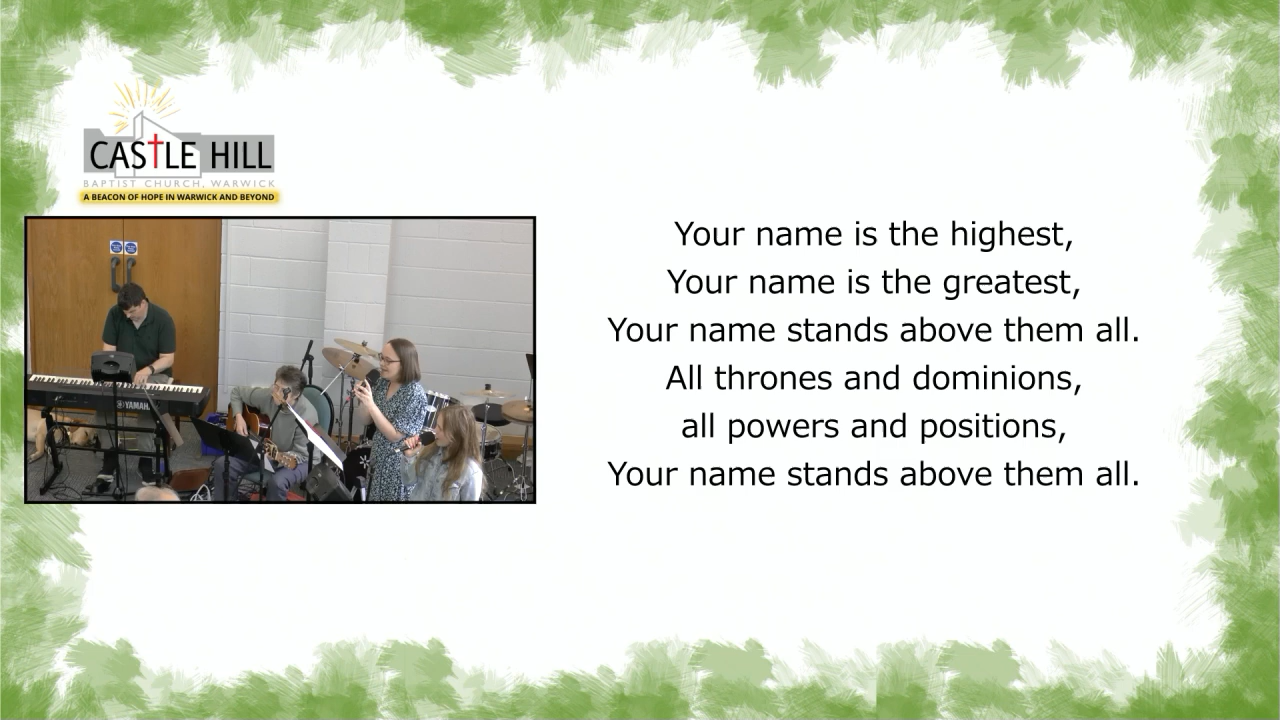 CASTLE HILL
BAPTIST CHURCH, WARWICK
A BEACON OF HOPE IN WARWICK AND BEYOND
YAMAHA
Your name is the highest,
Your name is the greatest,
Your name stands above them all.
All thrones and dominions,
all powers and positions,
Your name stands above them all.